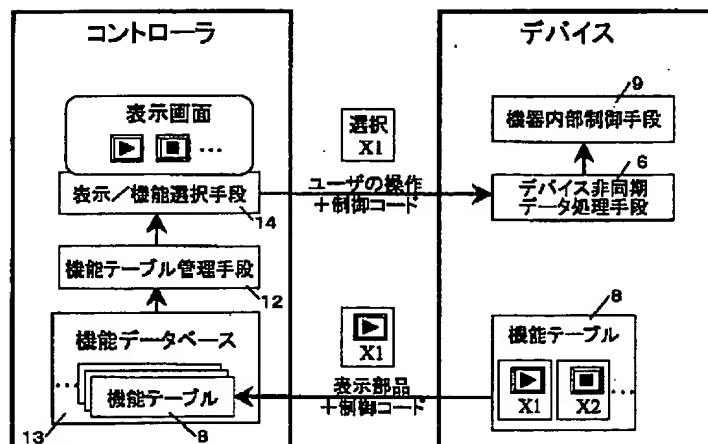 コントローラ
表示画面
…
表示/機能選択手段
14
機能テーブル管理手段
12
機能データベース
…
機能テーブル
13
8
選択
X1
ユーザの操作
+制御コード
X1
表示部品
+制御コード
デバイス
9
機器内部制御手段
6
デバイス非同期
データ処理手段
8
機能テーブル
X1
X2
…